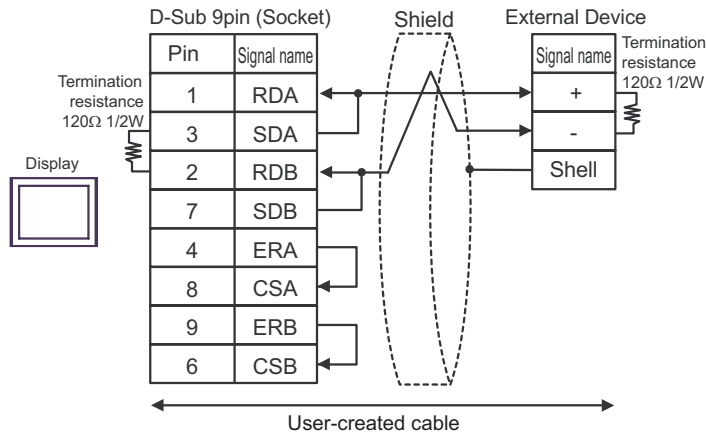 D-Sub 9pin (Socket)
Shield
External Device
Pin
Signal name
Signal name
Termination
resistance
120Ω 1/2W
Termination
resistance
120Ω 1/2W
1
RDA
+
3
SDA
-
Display
2
RDB
Shell
7
SDB
4
ERA
8
CSA
9
ERB
6
CSB
User-created cable